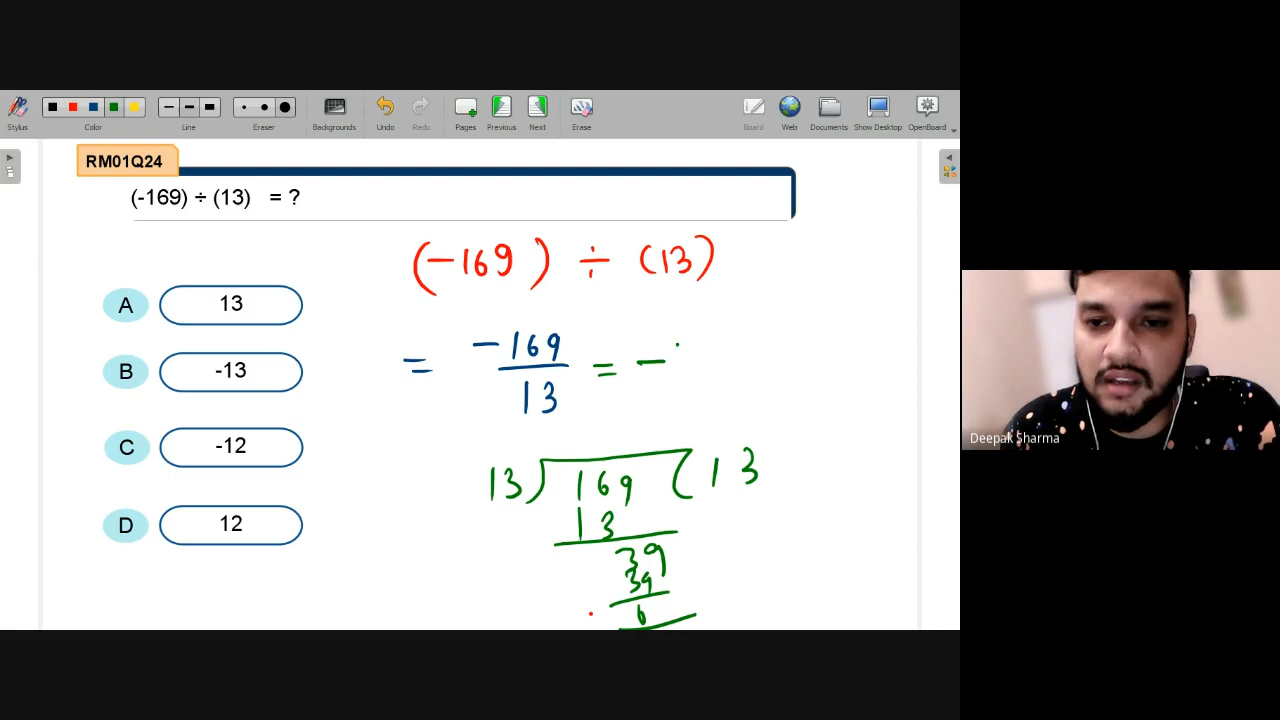 Stylus
Color
Line
Eraser
Backgrounds
Undo
Redo
Pages
Previous
Next
Erase
Board
Web
Documents
Show Desktop
OpenBoard
RM01Q24
(-169) ÷ (13) = ?
(-169) ÷ (13)
A 13
B -13
C -12
D 12
= -169/13 = -
13)169(13
13
39
39
0
Deepak Sharma